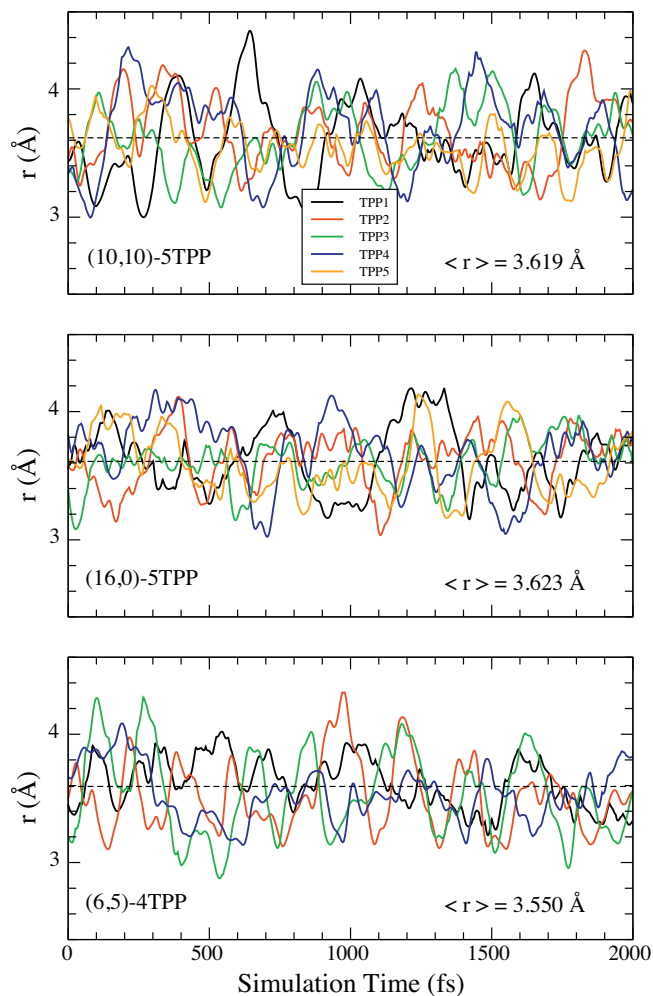 4
3
r (Å)
TPP1
TPP2
TPP3
TPP4
TPP5
(10,10)-5TPP
< r > = 3.619 Å
4
3
r (Å)
(16,0)-5TPP
< r > = 3.623 Å
4
3
r (Å)
(6,5)-4TPP
< r > = 3.550 Å
0 500 1000 1500 2000
Simulation Time (fs)